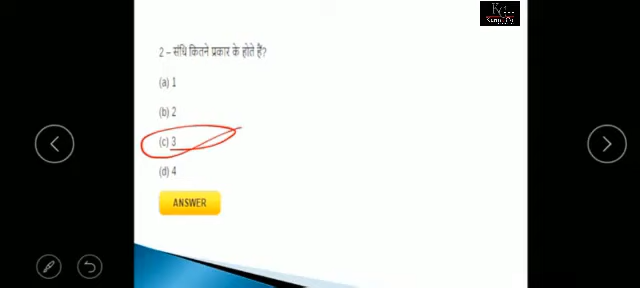 2 – संधि कितने प्रकार के होते हैं?
(a) 1
(b) 2
(c) 3
(d) 4
ANSWER